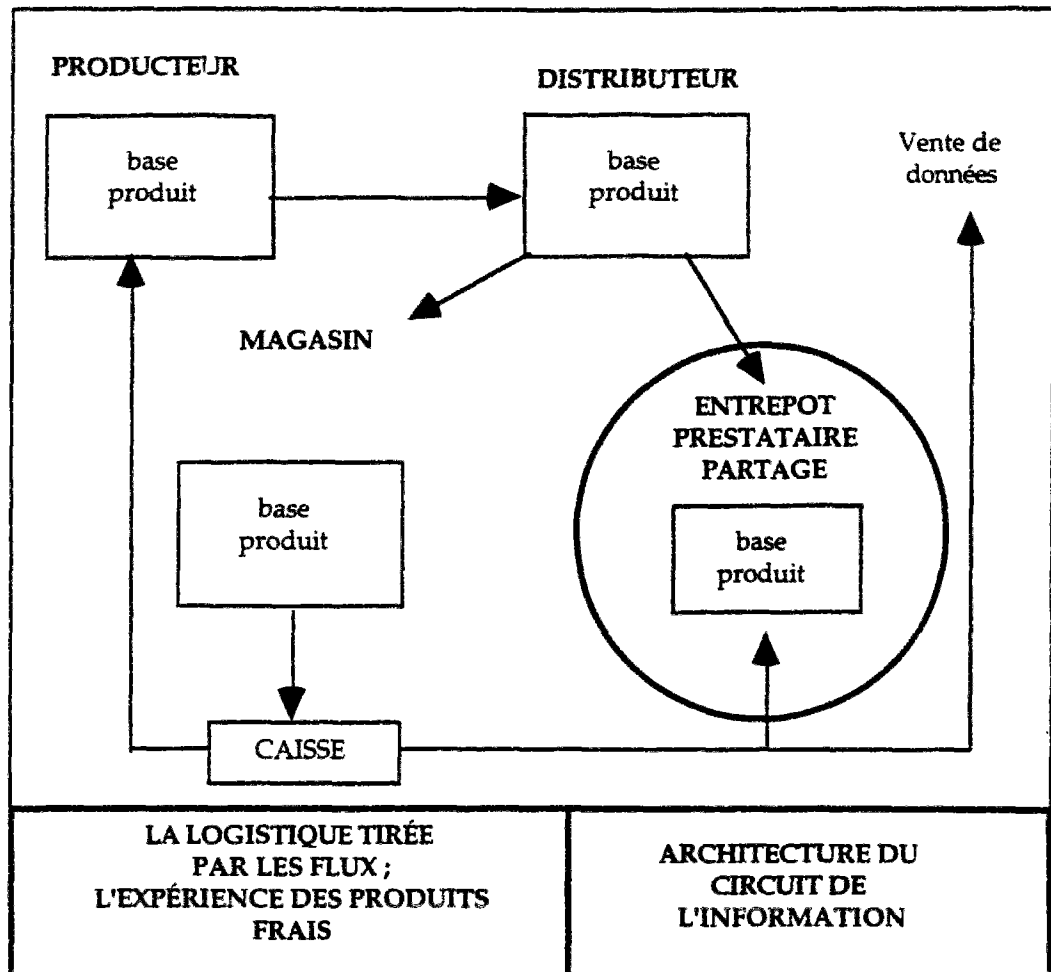 PRODUCTEUR
DISTRIBUTEUR
base
produit
base
produit
Vente de
données
MAGASIN
ENTREPOT
PRESTATAIRE
PARTAGE
base
produit
base
produit
CAISSE
LA LOGISTIQUE TIRÉE
PAR LES FLUX ;
L'EXPÉRIENCE DES PRODUITS
FRAIS
ARCHITECTURE DU
CIRCUIT DE
L'INFORMATION